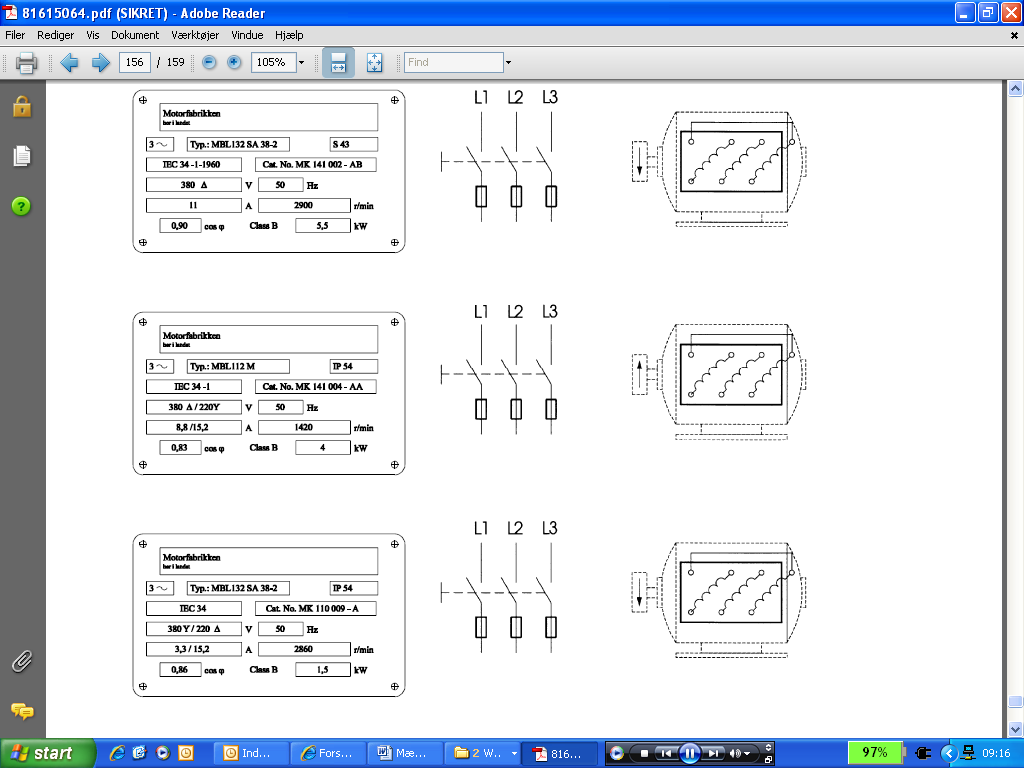 81615064.pdf (SIKRET) - Adobe Reader
Filer Rediger Vis Dokument Værktøjer Vindue Hjælp
156 / 159 105% Find
Motorfabrikken
her i landet
3 ~ Typ.: MBL132 SA 38-2 S 43
IEC 34 -1-1960 Cat. No. MK 141 002 - AB
380 Δ V 50 Hz
11 A 2900 r/min
0,90 cos φ Class B 5,5 kW
L1 L2 L3
Motorfabrikken
her i landet
3 ~ Typ.: MBL112 M IP 54
IEC 34 -1 Cat. No. MK 141 004 - AA
380 Δ / 220Y V 50 Hz
8,8 /15,2 A 1420 r/min
0,83 cos φ Class B 4 kW
L1 L2 L3
Motorfabrikken
her i landet
3 ~ Typ.: MBL132 SA 38-2 IP 54
IEC 34 Cat. No. MK 110 009 - A
380 Y / 220 Δ V 50 Hz
3,3 / 15,2 A 2860 r/min
0,86 cos φ Class B 1,5 kW
L1 L2 L3
start Ind... Fors... Mæ... 2 W... 816... 97% 09:16